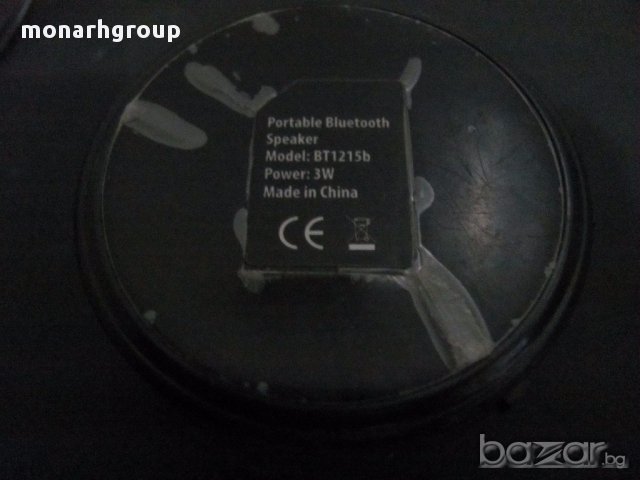 monarhgroup
Portable Bluetooth
Speaker
Model: BT1215b
Power: 3W
Made in China
CE
bazar.bg